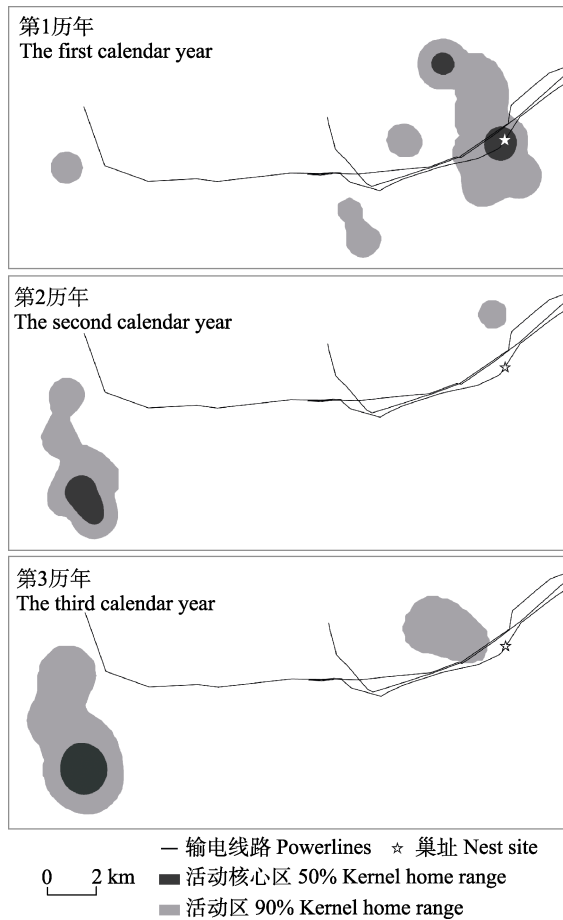 第1历年
The first calendar year
第2历年
The second calendar year
第3历年
The third calendar year
输电线路 Powerlines
巢址 Nest site
0 2 km
活动核心区 50% Kernel home range
活动区 90% Kernel home range